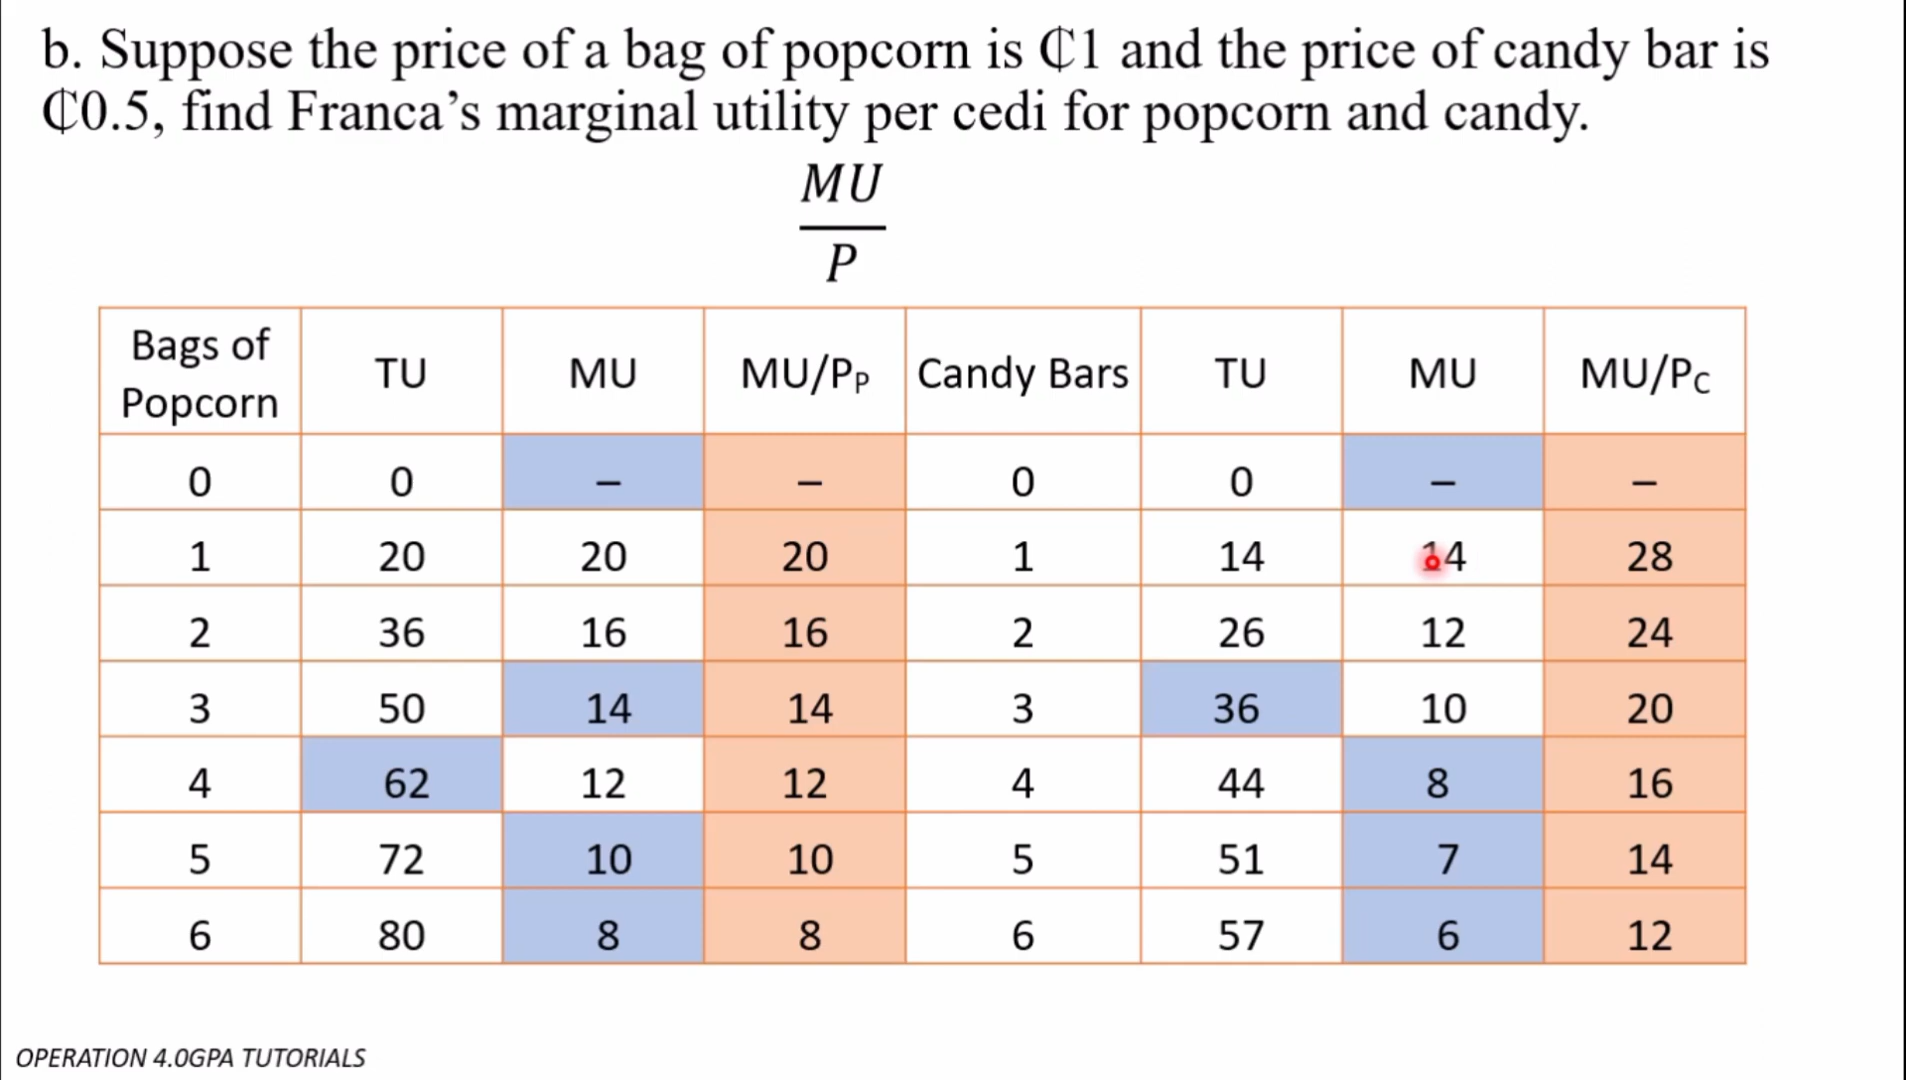 b. Suppose the price of a bag of popcorn is ₵1 and the price of candy bar is
₵0.5, find Franca’s marginal utility per cedi for popcorn and candy.
MU
P
Bags of Popcorn TU MU MU/PP Candy Bars TU MU MU/PC
0 0 – – 0 0 – –
1 20 20 20 1 14 14 28
2 36 16 16 2 26 12 24
3 50 14 14 3 36 10 20
4 62 12 12 4 44 8 16
5 72 10 10 5 51 7 14
6 80 8 8 6 57 6 12
OPERATION 4.0GPA TUTORIALS